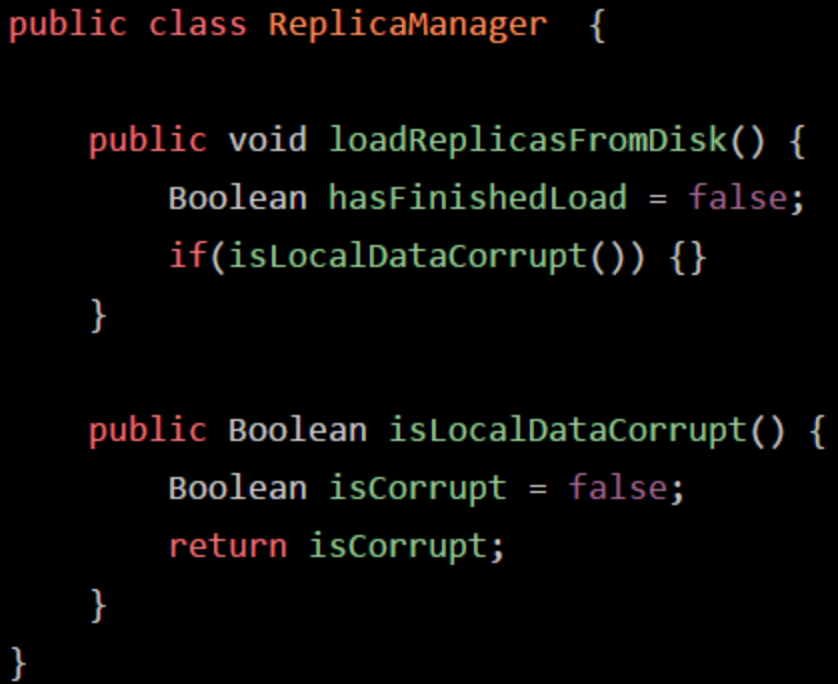 public class ReplicaManager  {
    public void loadReplicasFromDisk() {
        Boolean hasFinishedLoad = false;
        if(isLocalDataCorrupt()) {}
    }
    public Boolean isLocalDataCorrupt() {
        Boolean isCorrupt = false;
        return isCorrupt;
    }
}